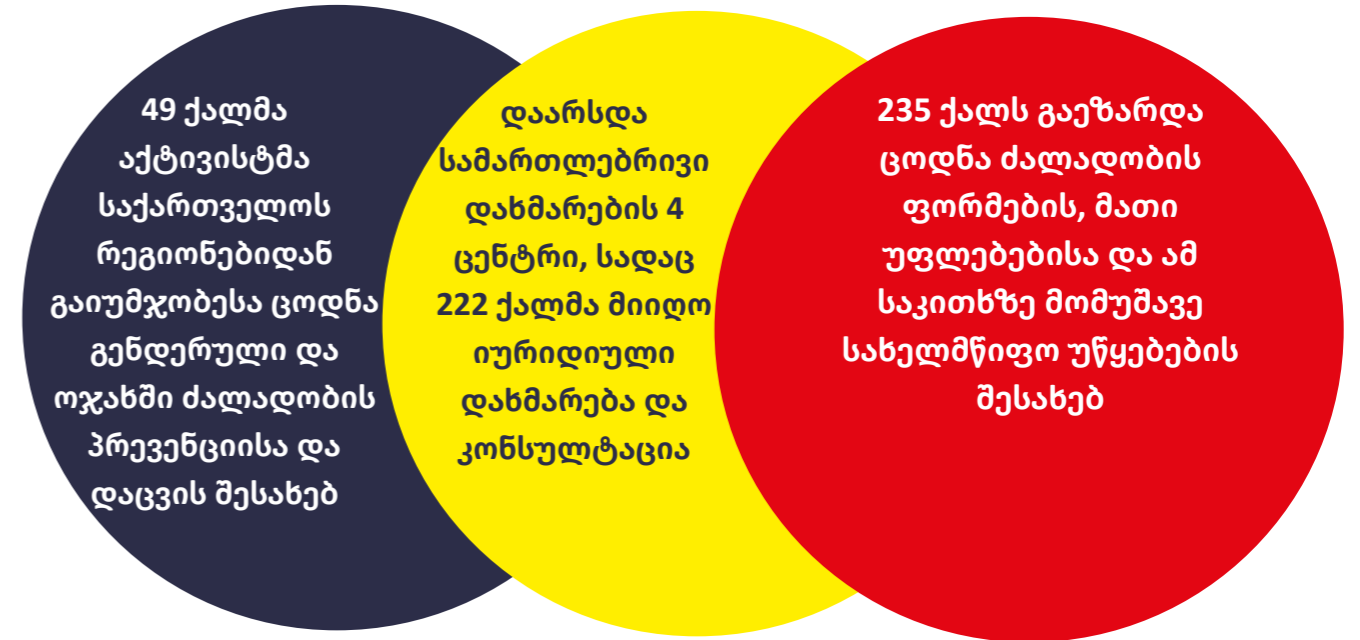 49 ქალმა
აქტივისტმა
საქართველოს
რეგიონებიდან
გაიუმჯობესა ცოდნა
გენდერული და
ოჯახში ძალადობის
პრევენციისა და
დაცვის შესახებ
დაარსდა
სამართლებრივი
დახმარების 4
ცენტრი, სადაც
222 ქალმა მიიღო
იურიდიული
დახმარება და
კონსულტაცია
235 ქალს გაეზარდა
ცოდნა ძალადობის
ფორმების, მათი
უფლებებისა და ამ
საკითხზე მომუშავე
სახელმწიფო უწყებების
შესახებ